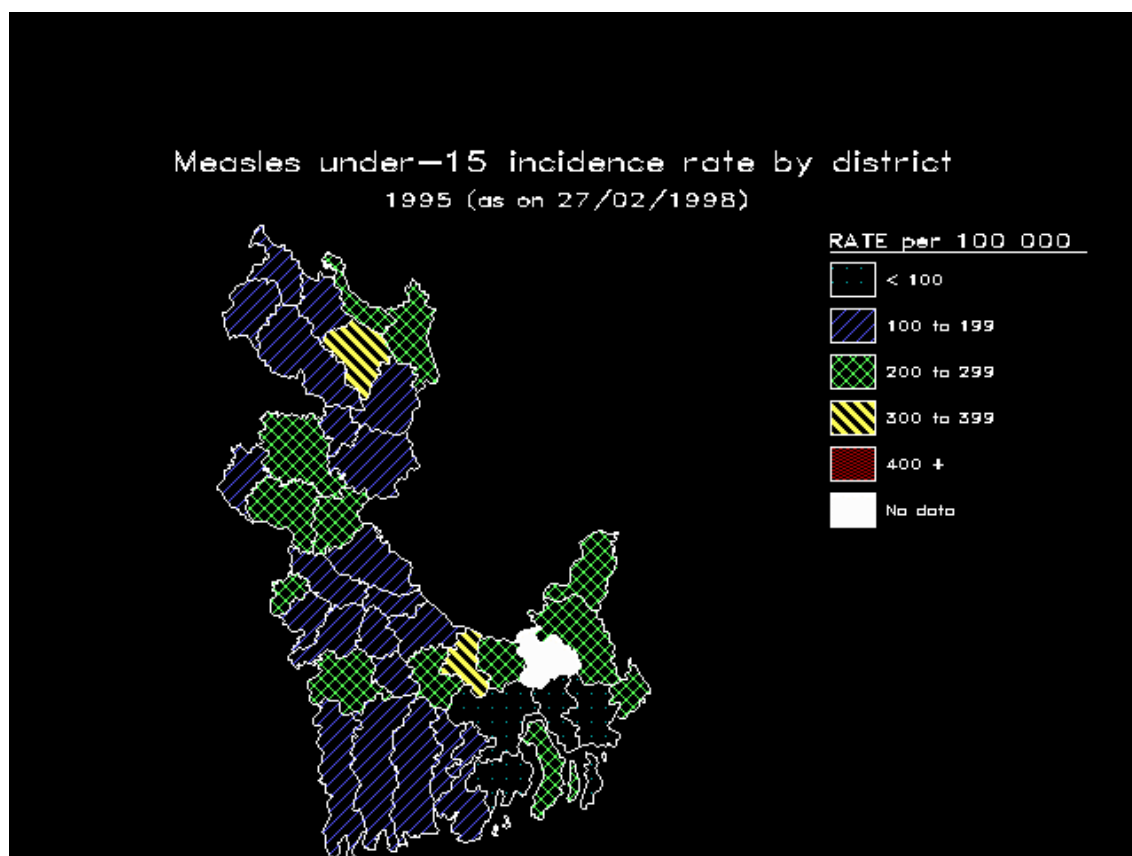 Measles under-15 incidence rate by district
1995 (as on 27/02/1998)
RATE per 100 000
< 100
100 to 199
200 to 299
300 to 399
400 +
No data